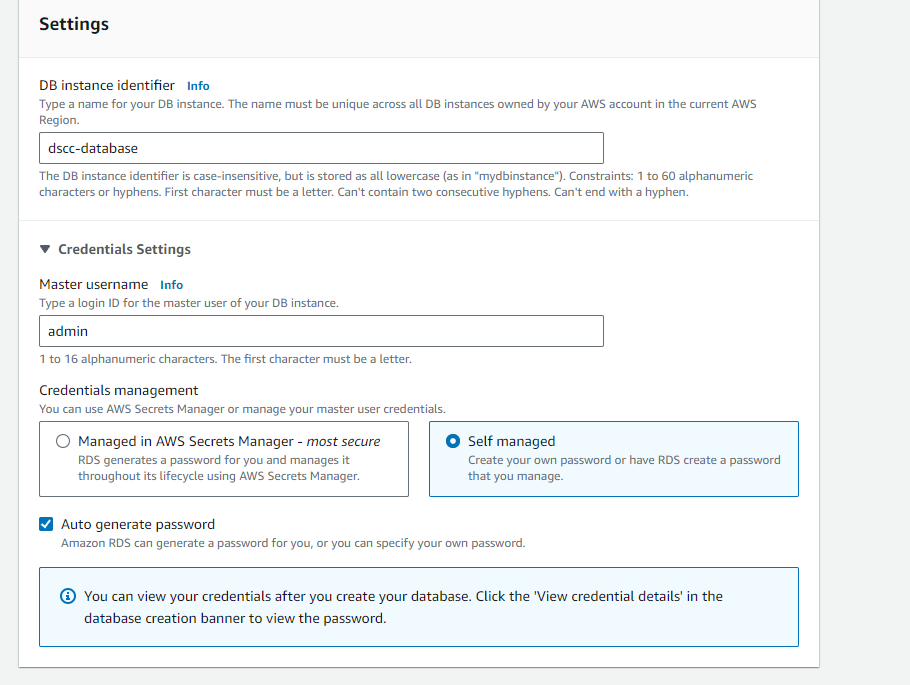 Settings
DB instance identifier Info
Type a name for your DB instance. The name must be unique across all DB instances owned by your AWS account in the current AWS
Region.
dscc-database
The DB instance identifier is case-insensitive, but is stored as all lowercase (as in "mydbinstance"). Constraints: 1 to 60 alphanumeric
characters or hyphens. First character must be a letter. Can't contain two consecutive hyphens. Can't end with a hyphen.
Credentials Settings
Master username Info
Type a login ID for the master user of your DB instance.
admin
1 to 16 alphanumeric characters. The first character must be a letter.
Credentials management
You can use AWS Secrets Manager or manage your master user credentials.
Managed in AWS Secrets Manager - most secure
RDS generates a password for you and manages it
throughout its lifecycle using AWS Secrets Manager.
Self managed
Create your own password or have RDS create a password
that you manage.
Auto generate password
Amazon RDS can generate a password for you, or you can specify your own password.
You can view your credentials after you create your database. Click the 'View credential details' in the
database creation banner to view the password.